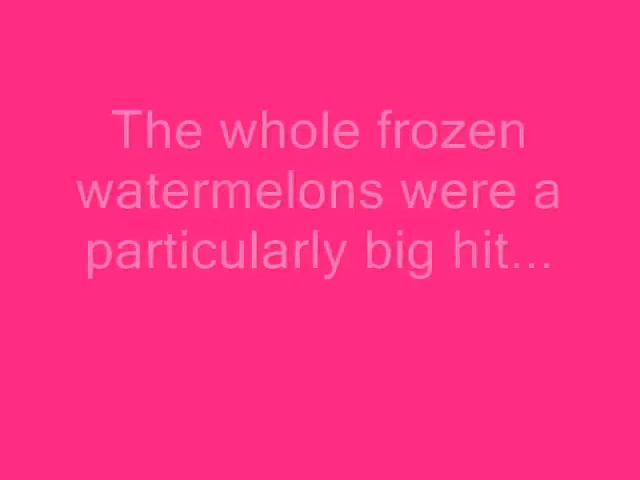 The whole frozen
watermelons were a
particularly big hit...